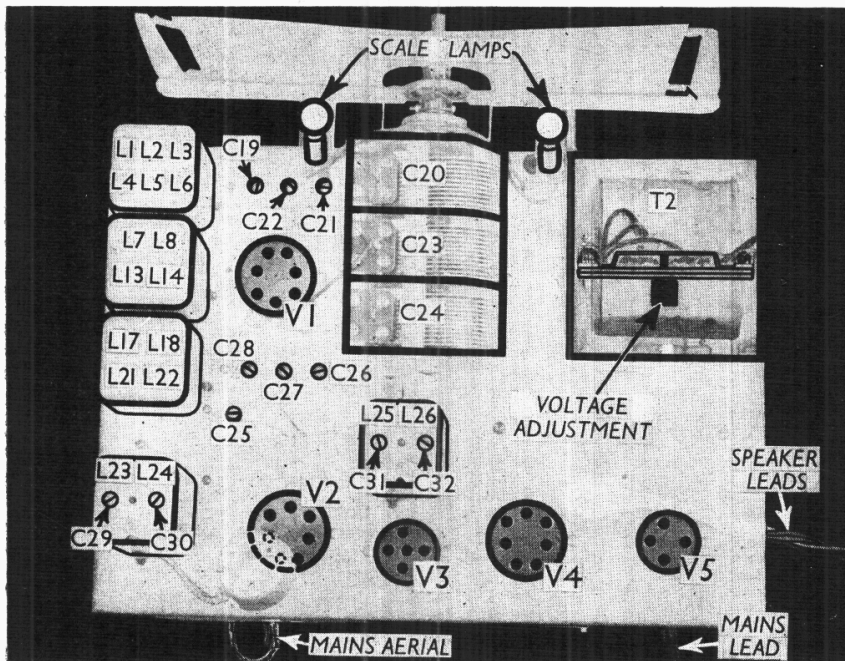 SCALE LAMPS
C19
L1 L2 L3
L4 L5 L6
C20
T2
C22
C21
L7 L8
L13 L14
C23
V1
C24
L17 L18
L21 L22
C28
C27
C26
C25
VOLTAGE
ADJUSTMENT
L25 L26
C31
C32
SPEAKER
LEADS
L23 L24
C29
C30
V2
V3
V4
V5
MAINS AERIAL
MAINS
LEAD